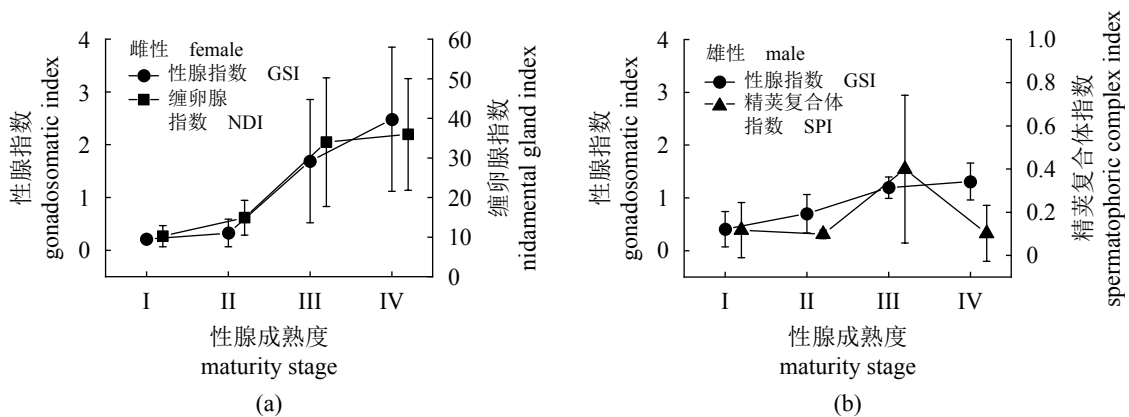 雌性 female
性腺指数 GSI
缠卵腺
指数 NDI
4
3
2
1
0
性腺指数
gonadosomatic index
60
50
40
30
20
10
0
缠卵腺指数
nidamental gland index
I II III IV
性腺成熟度
maturity stage
(a)
雄性 male
性腺指数 GSI
精荚复合体
指数 SPI
4
3
2
1
0
性腺指数
gonadosomatic index
1.0
0.8
0.6
0.4
0.2
0
精荚复合体指数
spermatophoric complex index
I II III IV
性腺成熟度
maturity stage
(b)